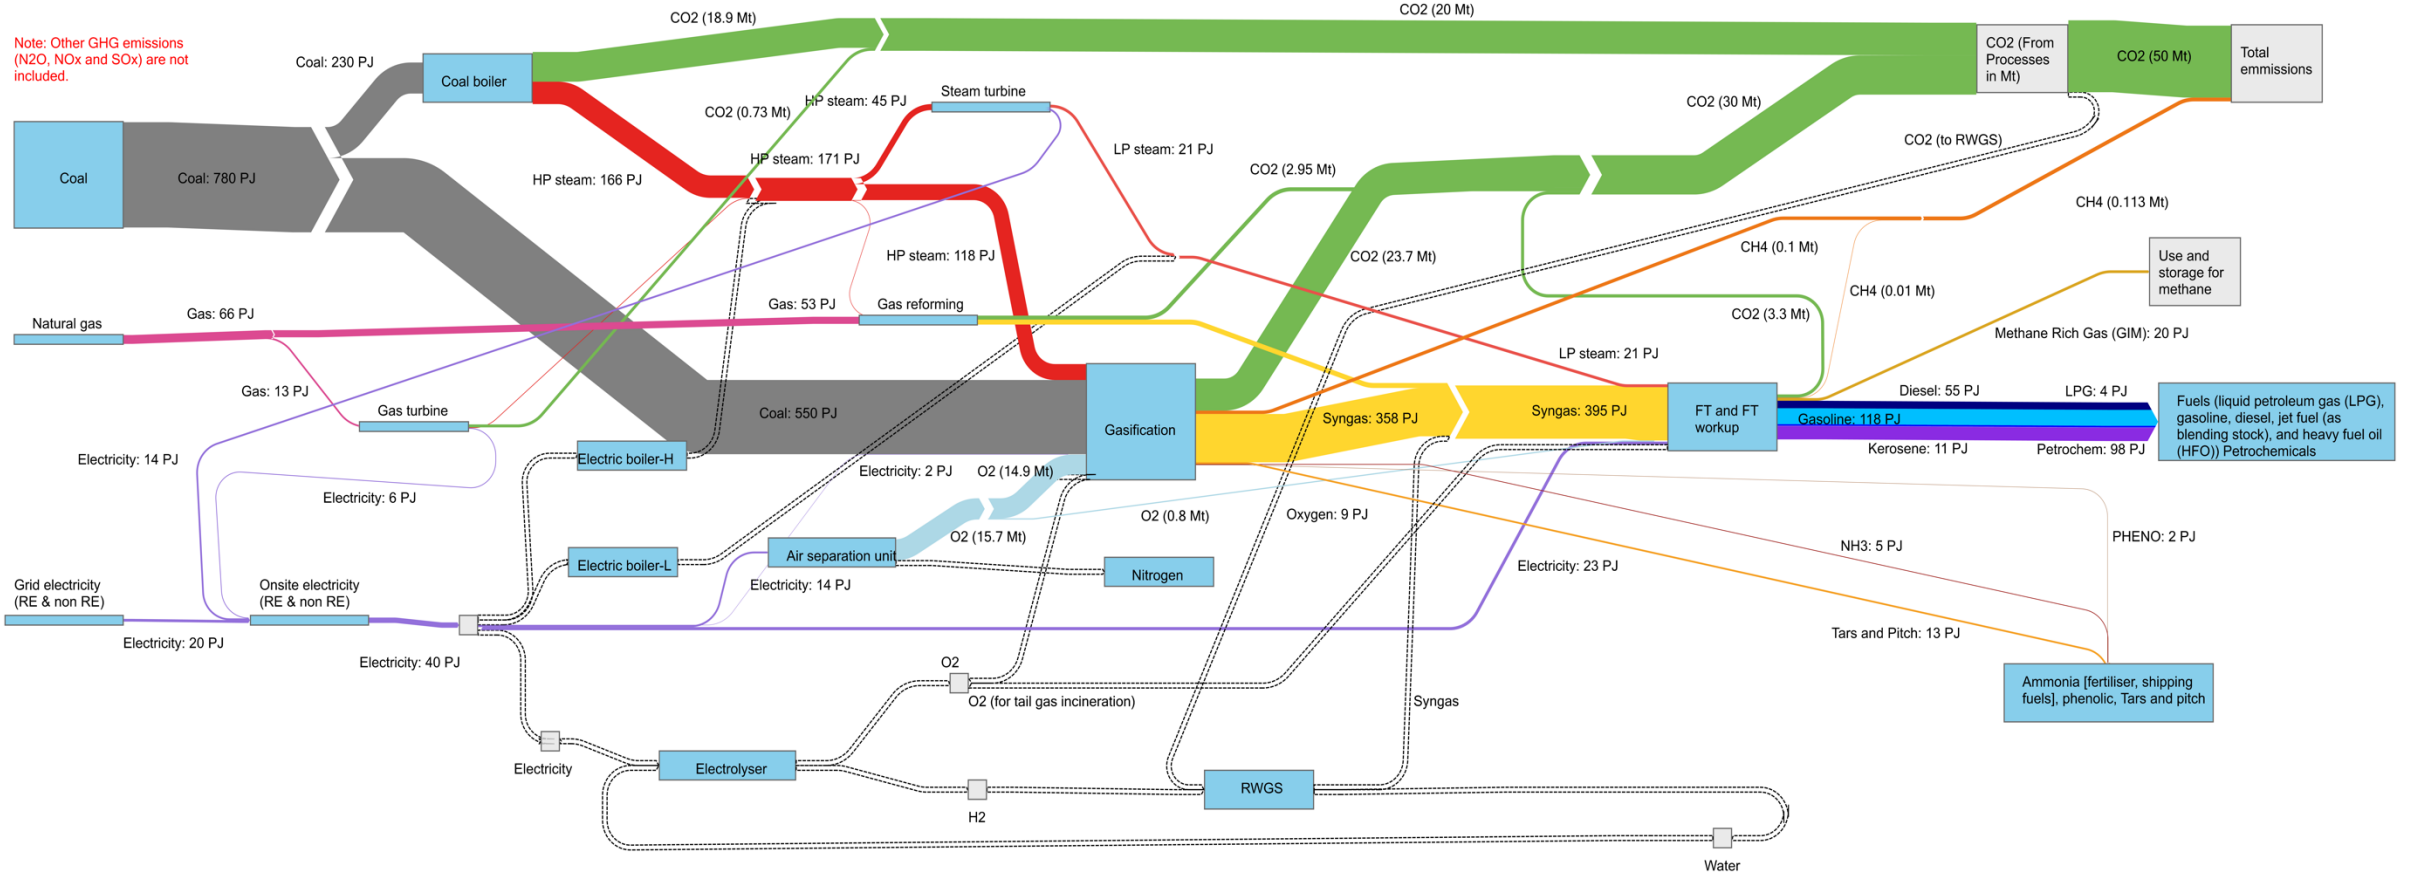 CO2 (18.9 Mt)
CO2 (20 Mt)
Note: Other GHG emissions
(N2O, NOx and SOx) are not
included.
Coal: 230 PJ
Coal boiler
CO2 (From
Processes
in Mt)
CO2 (50 Mt)
Total
emmissions
Steam turbine
HP steam: 45 PJ
CO2 (0.73 Mt)
CO2 (30 Mt)
CO2 (to RWGS)
LP steam: 21 PJ
HP steam: 171 PJ
HP steam: 166 PJ
CO2 (2.95 Mt)
Coal
Coal: 780 PJ
CH4 (0.113 Mt)
CH4 (0.1 Mt)
HP steam: 118 PJ
CO2 (23.7 Mt)
Use and
storage for
methane
CH4 (0.01 Mt)
Gas: 53 PJ
Gas reforming
Gas: 66 PJ
Natural gas
CO2 (3.3 Mt)
Methane Rich Gas (GIM): 20 PJ
LP steam: 21 PJ
Gas: 13 PJ
Gas turbine
Coal: 550 PJ
Gasification
Syngas: 358 PJ
Syngas: 395 PJ
FT and FT
workup
Diesel: 55 PJ
LPG: 4 PJ
Gasoline: 118 PJ
Kerosene: 11 PJ
Petrochem: 98 PJ
Fuels (liquid petroleum gas (LPG),
gasoline, diesel, jet fuel (as
blending stock), and heavy fuel oil
(HFO)) Petrochemicals
Electricity: 14 PJ
Electric boiler-H
Electricity: 2 PJ
O2 (14.9 Mt)
Electricity: 6 PJ
Oxygen: 9 PJ
O2 (0.8 Mt)
O2 (15.7 Mt)
PHENO: 2 PJ
NH3: 5 PJ
Air separation unit
Electric boiler-L
Nitrogen
Electricity: 23 PJ
Electricity: 14 PJ
Grid electricity
(RE & non RE)
Onsite electricity
(RE & non RE)
Electricity: 20 PJ
Electricity: 40 PJ
Tars and Pitch: 13 PJ
O2
O2 (for tail gas incineration)
Syngas
Ammonia [fertiliser, shipping
fuels], phenolic, Tars and pitch
Electricity
Electrolyser
RWGS
H2
Water